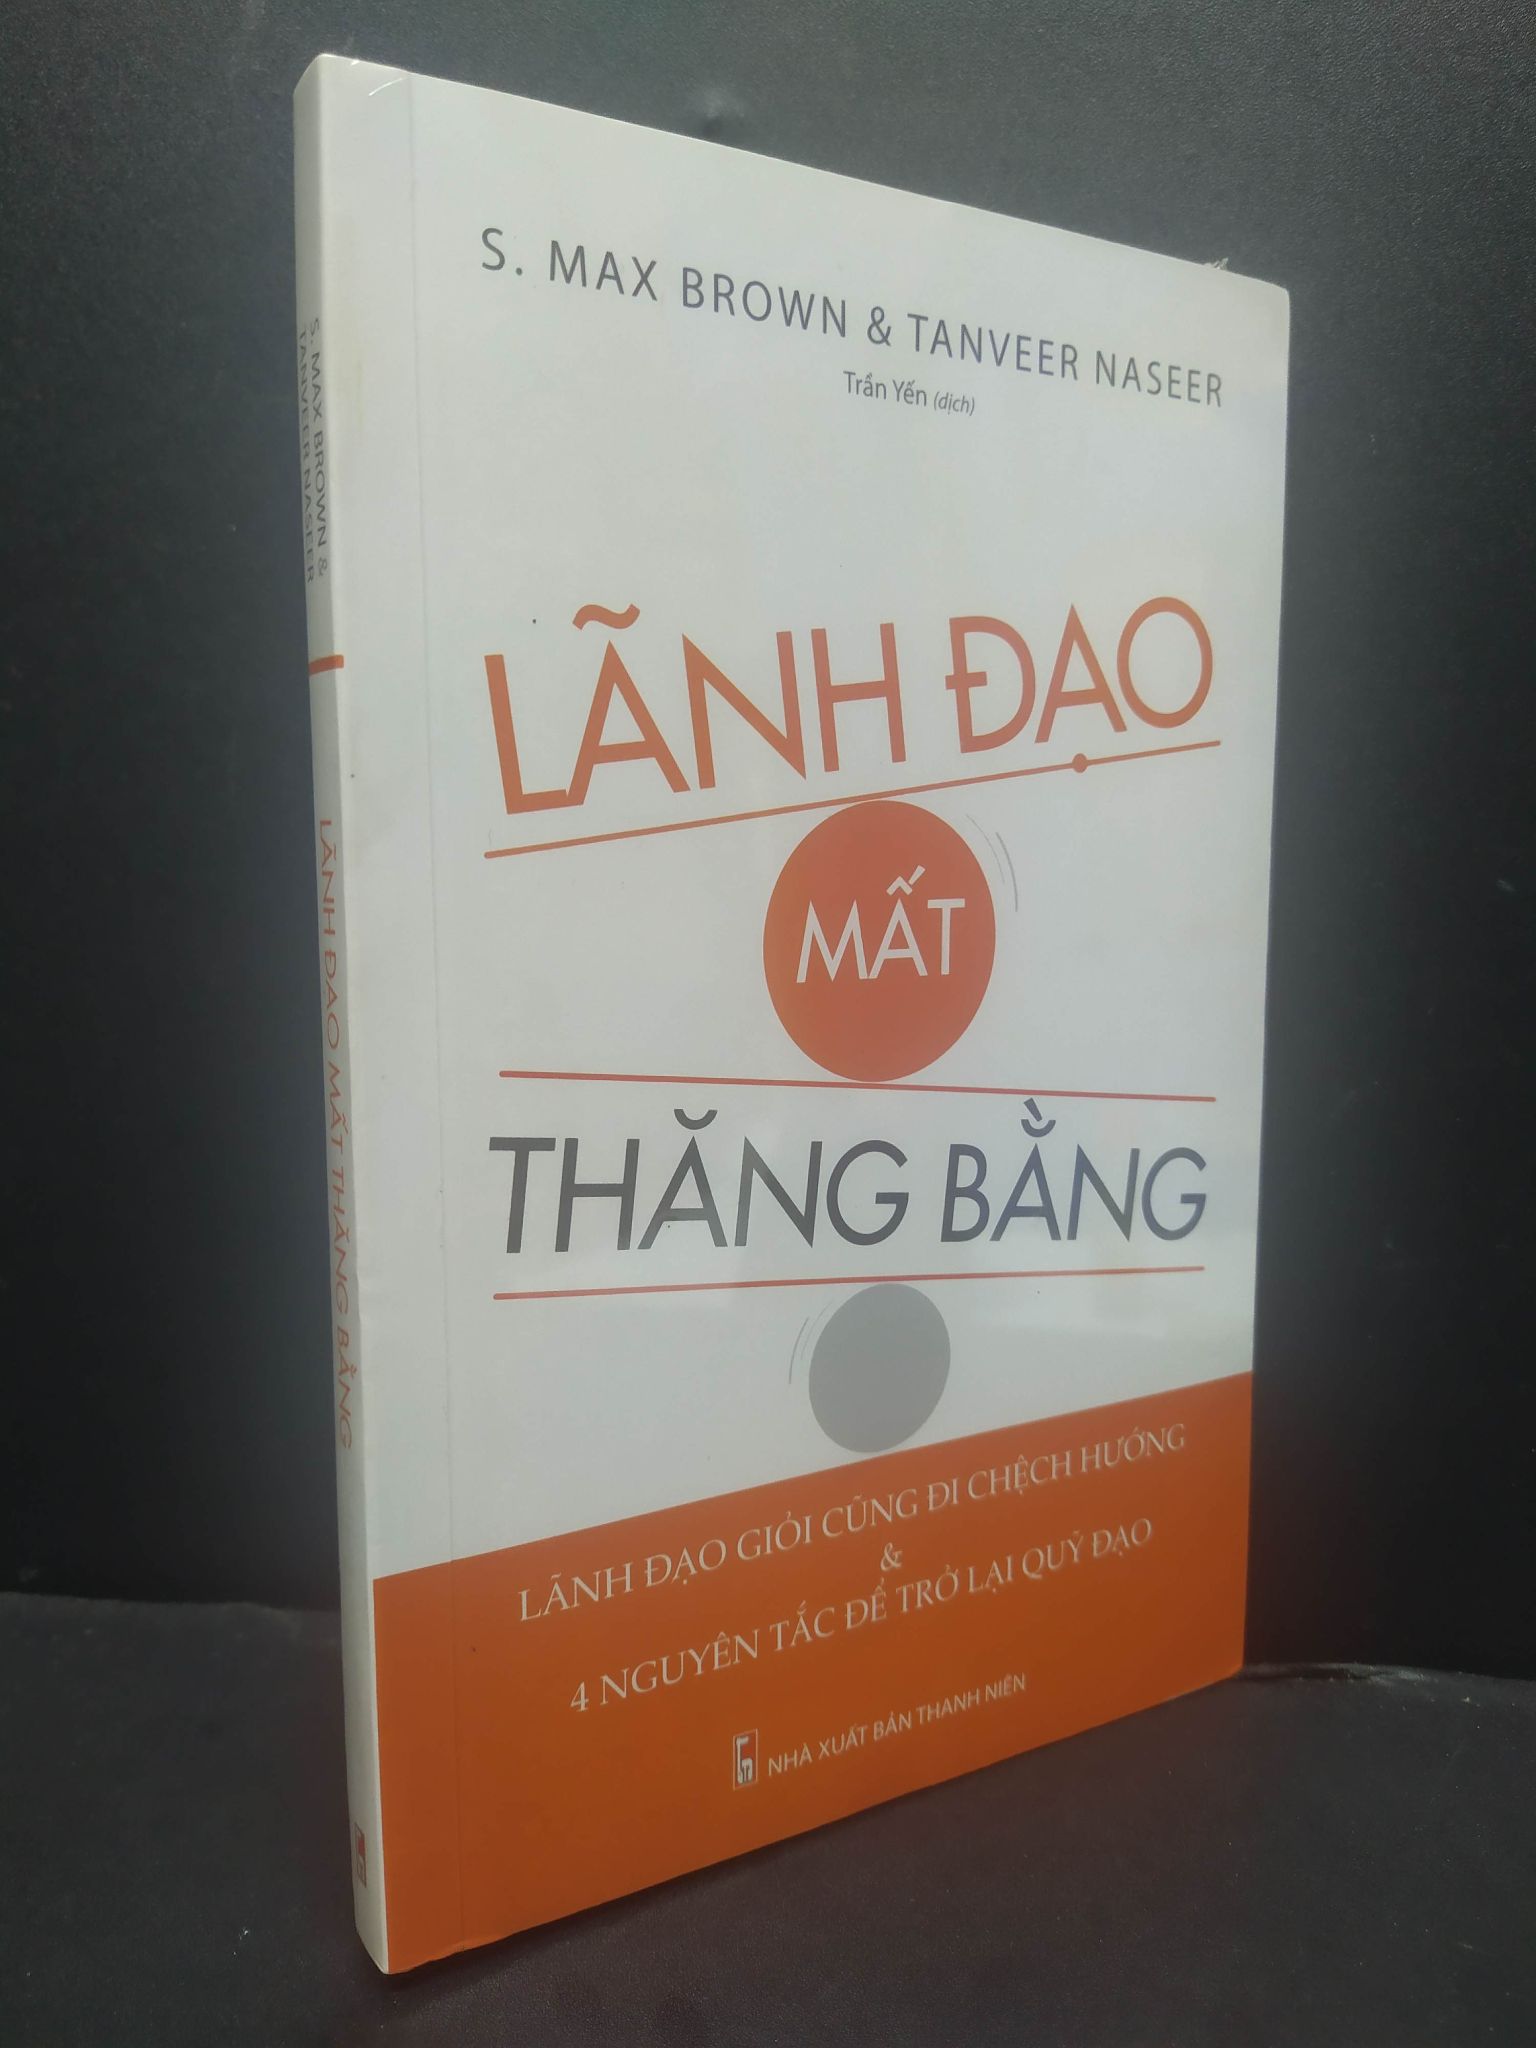 S. MAX BROWN & TANVEER NASEER
Trần Yến (dịch)
LÃNH ĐẠO
MẤT
THĂNG BẰNG
LÃNH ĐẠO GIỎI CŨNG ĐI CHỆCH HƯỚNG
&
4 NGUYÊN TẮC ĐỂ TRỞ LẠI QUỸ ĐẠO
NHÀ XUẤT BẢN THANH NIÊN
S. MAX BROWN &
TANVEER NASEER
LÃNH ĐẠO MẤT THĂNG BẰNG